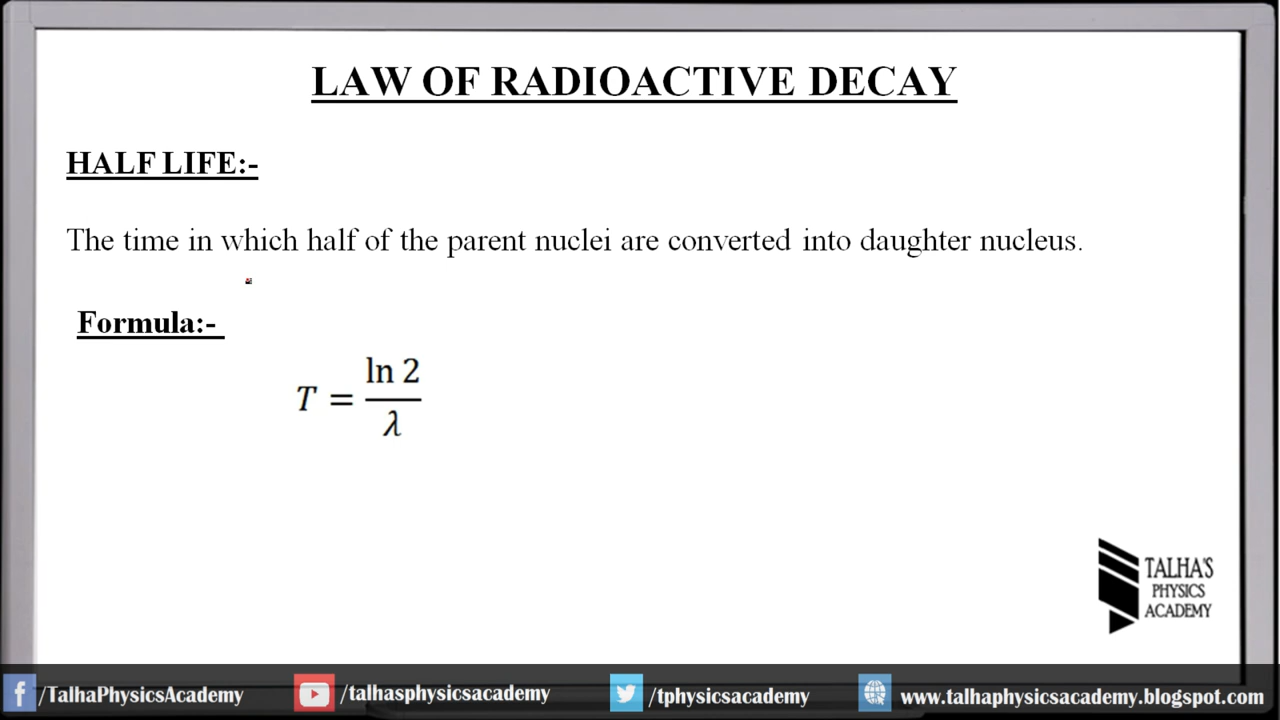 LAW OF RADIOACTIVE DECAY
HALF LIFE:-
The time in which half of the parent nuclei are converted into daughter nucleus.
Formula:-
T = ln 2 / λ
TALHA'S
PHYSICS
ACADEMY
/TalhaPhysicsAcademy
/talhasphysicsacademy
/tphysicsacademy
www.talhaphysicsacademy.blogspot.com